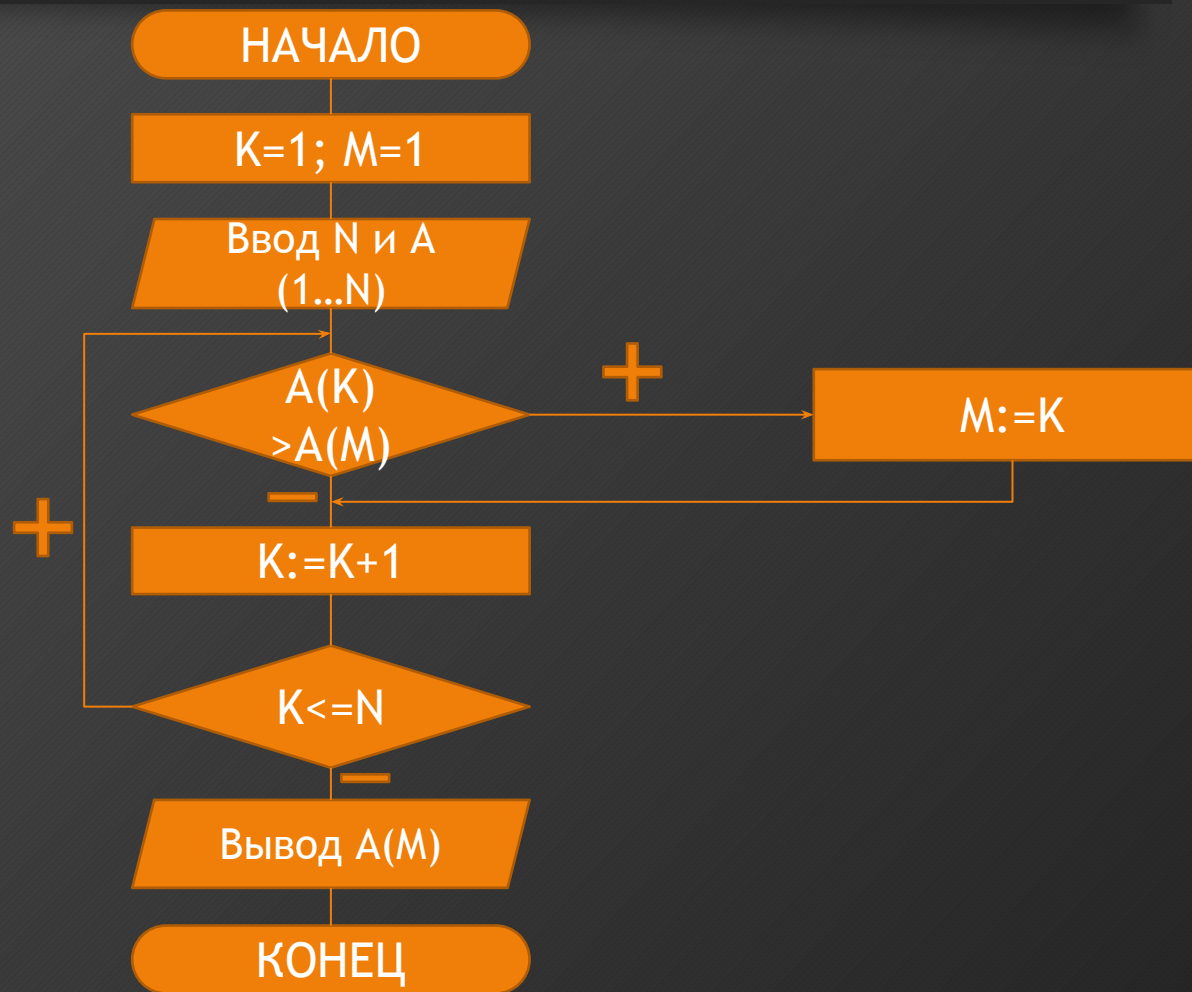 НАЧАЛО
K=1; M=1
Ввод N и A
(1…N)
A(K)
>A(M)
M:=K
K:=K+1
K<=N
Вывод A(M)
КОНЕЦ